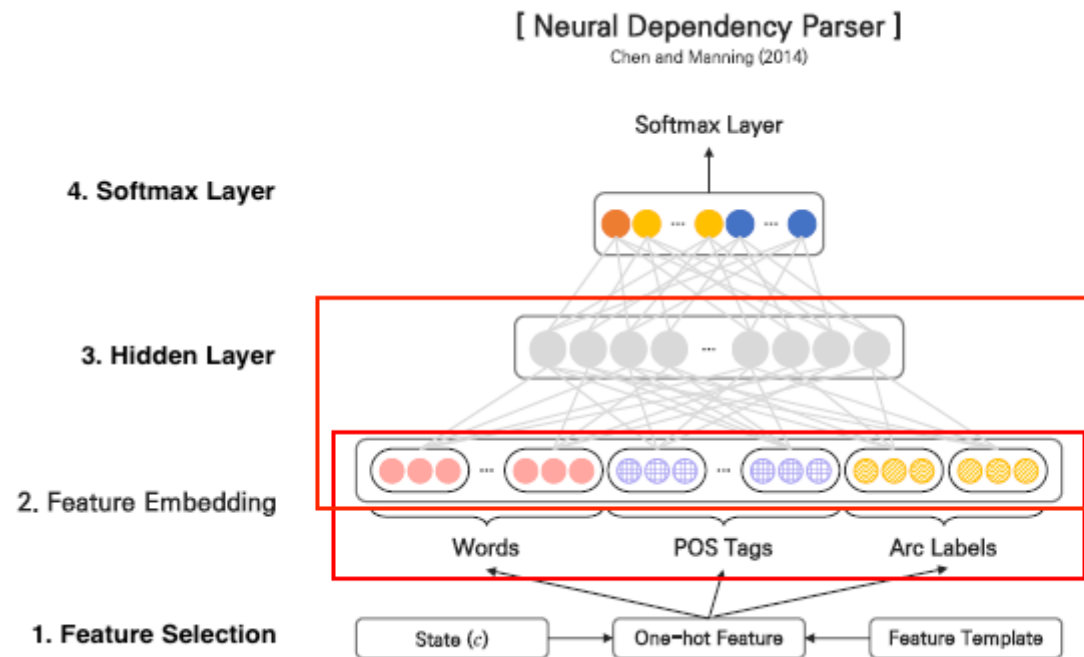 [ Neural Dependency Parser ]
Chen and Manning (2014)
Softmax Layer
4. Softmax Layer
... ...
3. Hidden Layer
...
... ...
2. Feature Embedding
Words POS Tags Arc Labels
1. Feature Selection
State (c) One-hot Feature Feature Template